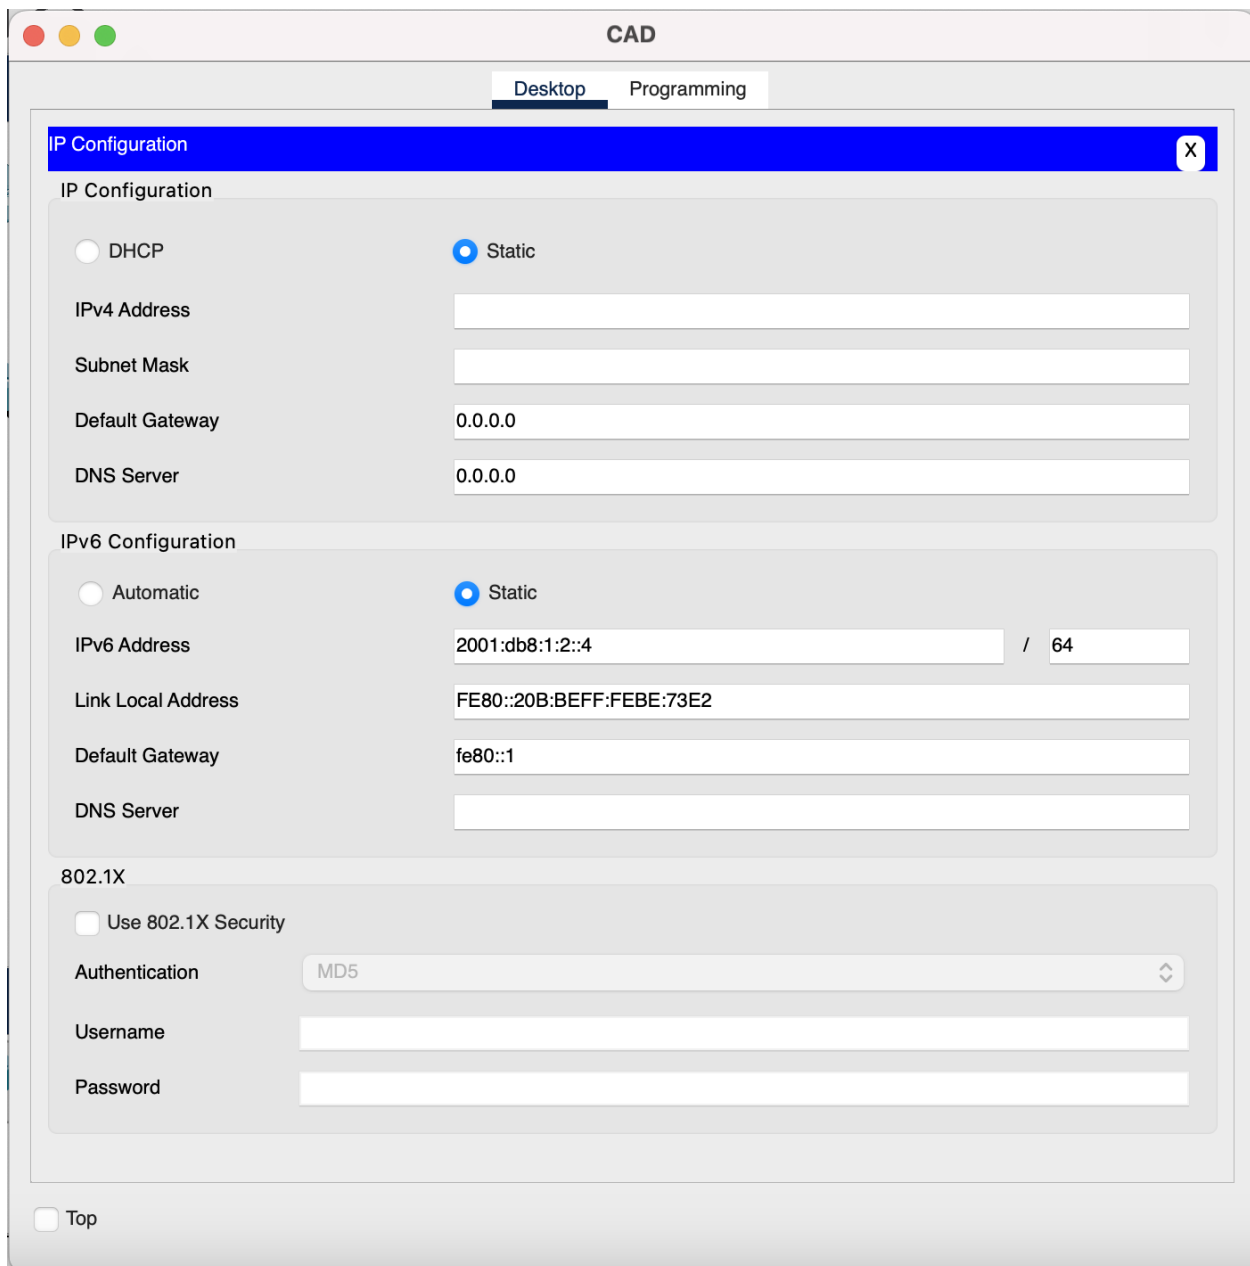 CAD
Desktop Programming
IP Configuration X
IP Configuration
DHCP Static
IPv4 Address
Subnet Mask
Default Gateway 0.0.0.0
DNS Server 0.0.0.0
IPv6 Configuration
Automatic Static
IPv6 Address 2001:db8:1:2::4 / 64
Link Local Address FE80::20B:BEFF:FEBE:73E2
Default Gateway fe80::1
DNS Server
802.1X
Use 802.1X Security
Authentication MD5
Username
Password
Top